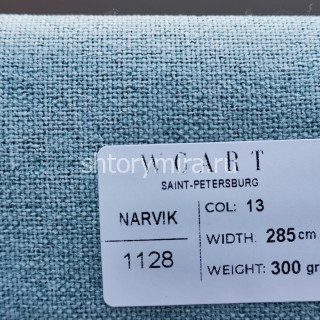 WGART
SAINT-PETERSBURG
NARVIK
1128
COL: 13
WIDTH: 285 cm
WEIGHT: 300 gr